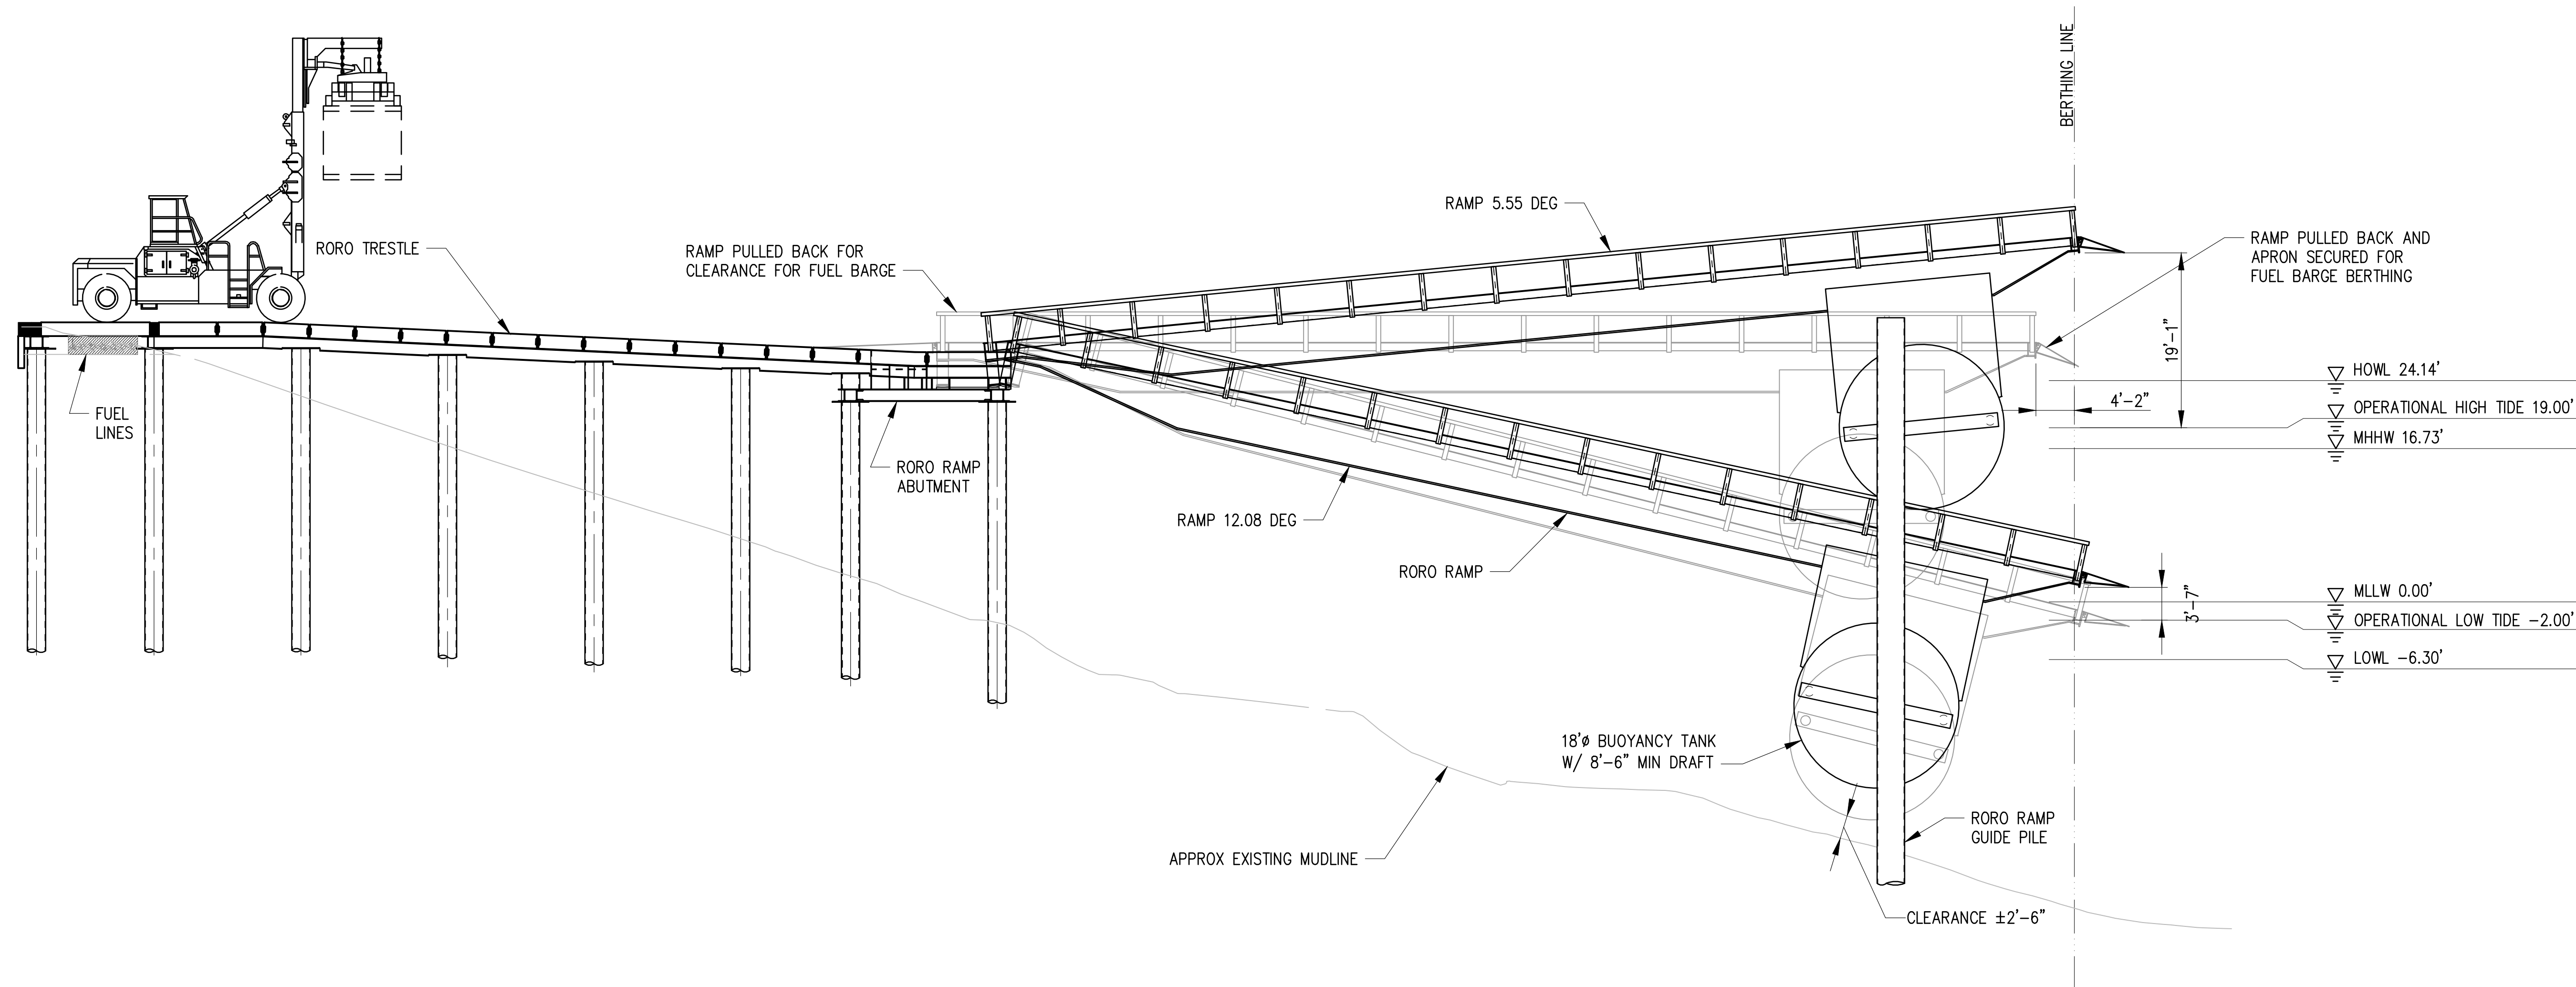 BERTHING LINE
RAMP 5.55 DEG
RORO TRESTLE
RAMP PULLED BACK FOR
CLEARANCE FOR FUEL BARGE
RAMP PULLED BACK AND
APRON SECURED FOR
FUEL BARGE BERTHING
19'-1"
HOWL 24.14'
4'-2"
OPERATIONAL HIGH TIDE 19.00'
MHHW 16.73'
FUEL
LINES
RORO RAMP
ABUTMENT
RAMP 12.08 DEG
RORO RAMP
MLLW 0.00'
3'-7"
OPERATIONAL LOW TIDE -2.00'
LOWL -6.30'
18'ø BUOYANCY TANK
W/ 8'-6" MIN DRAFT
RORO RAMP
GUIDE PILE
APPROX EXISTING MUDLINE
CLEARANCE ±2'-6"